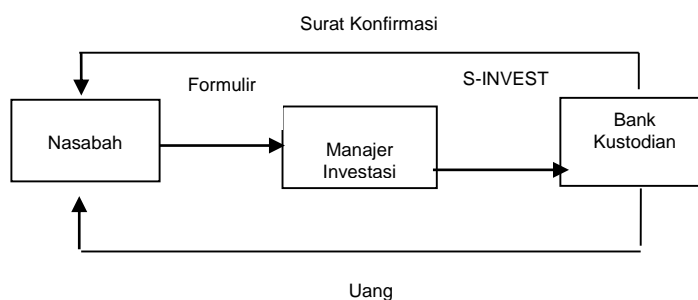 Surat Konfirmasi
Formulir
S-INVEST
Nasabah
Manajer
Investasi
Bank
Kustodian
Uang